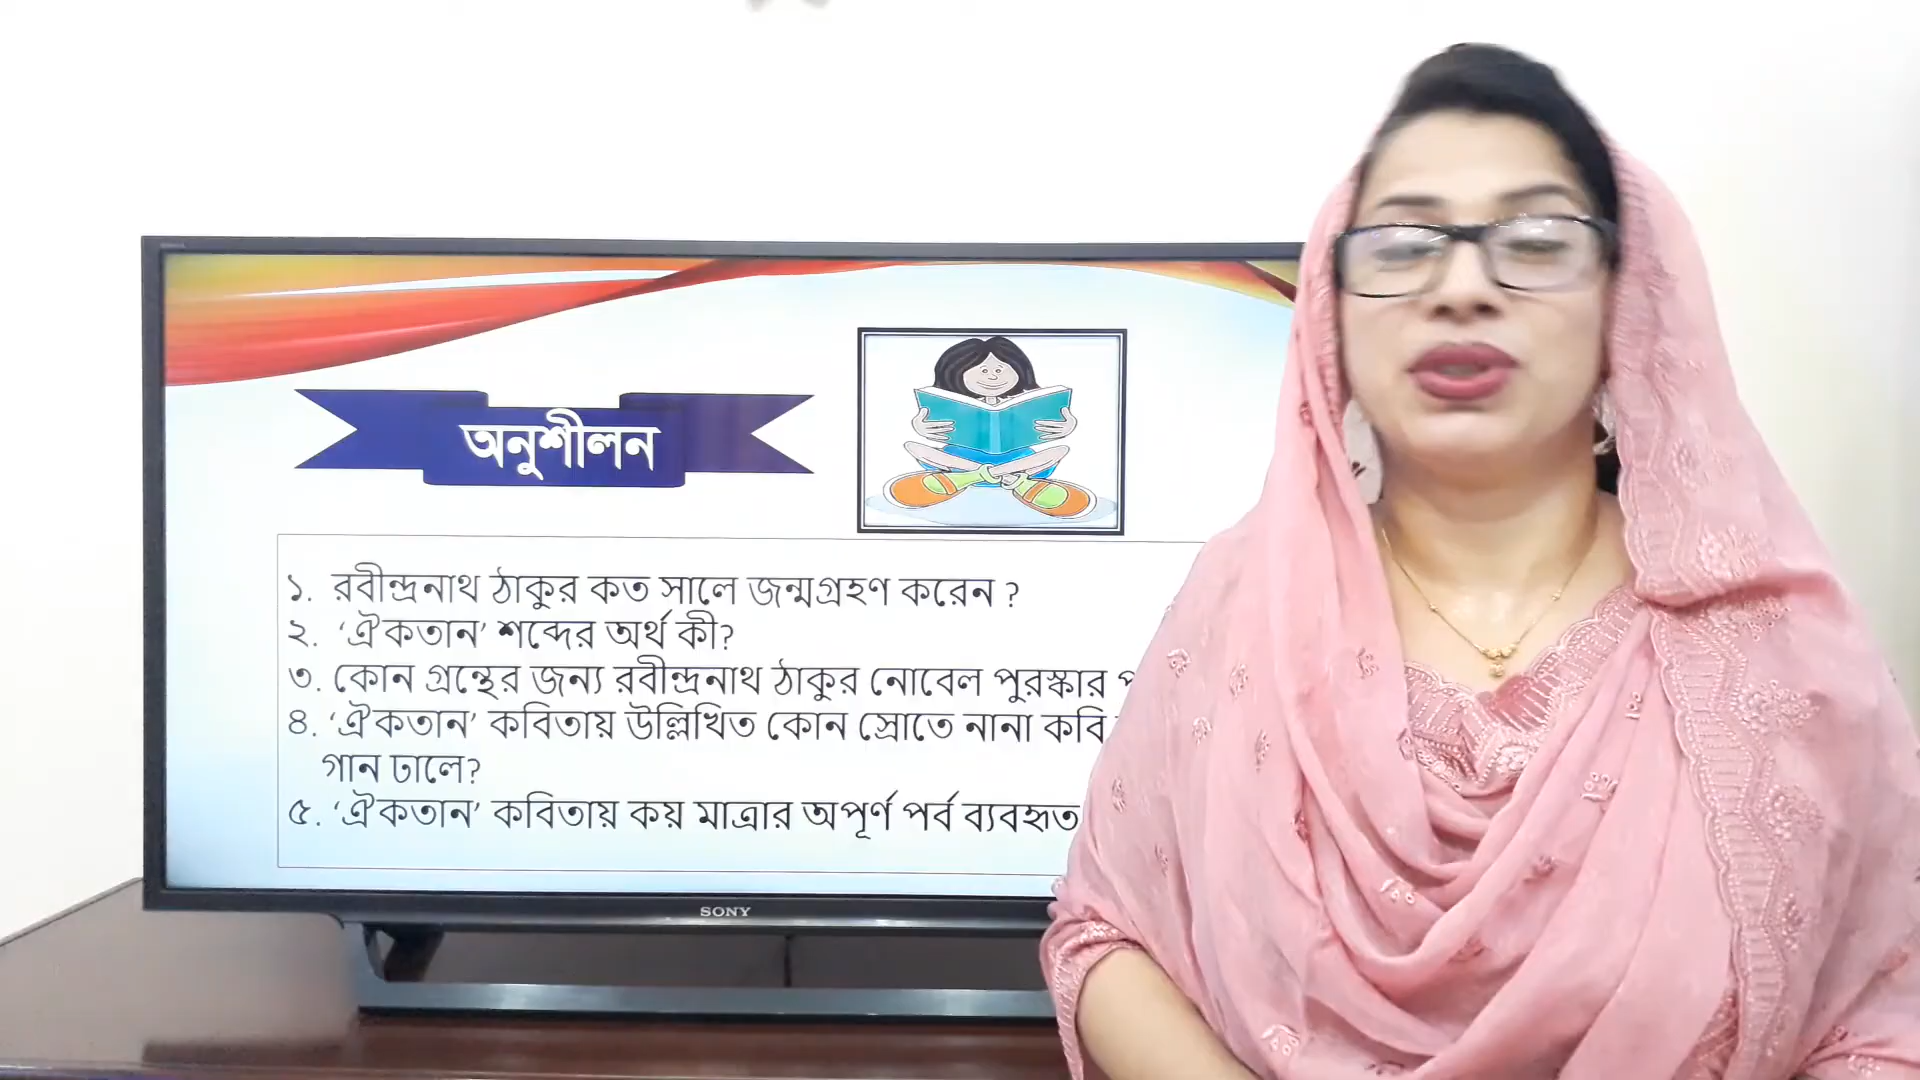 অনুশীলন
১. রবীন্দ্রনাথ ঠাকুর কত সালে জন্মগ্রহণ করেন ?
২. ‘ঐকতান’ শব্দের অর্থ কী?
৩. কোন গ্রন্থের জন্য রবীন্দ্রনাথ ঠাকুর নোবেল পুরস্কার
৪. ‘ঐকতান’ কবিতায় উল্লিখিত কোন স্রোতে নানা কবি
গান ঢালে?
৫. ‘ঐকতান’ কবিতায় কয় মাত্রার অপূর্ণ পর্ব ব্যবহৃত
SONY